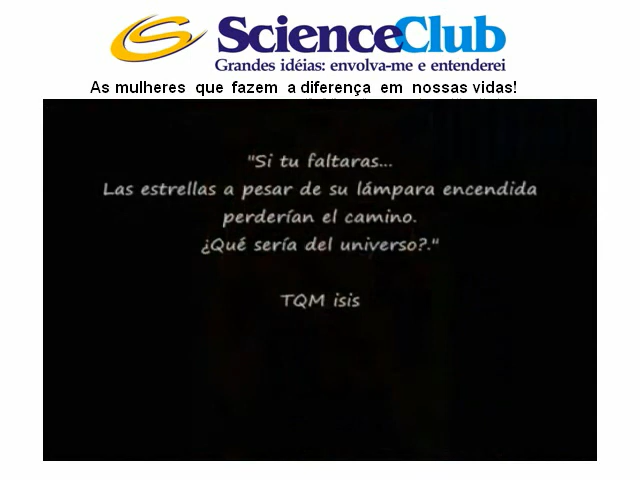 ScienceClub
Grandes idéias: envolva-me e entenderei
As mulheres que fazem a diferença em nossas vidas!
"Si tu faltaras...
Las estrellas a pesar de su lámpara encendida
perderían el camino.
¿Qué sería del universo?."
TQM isis